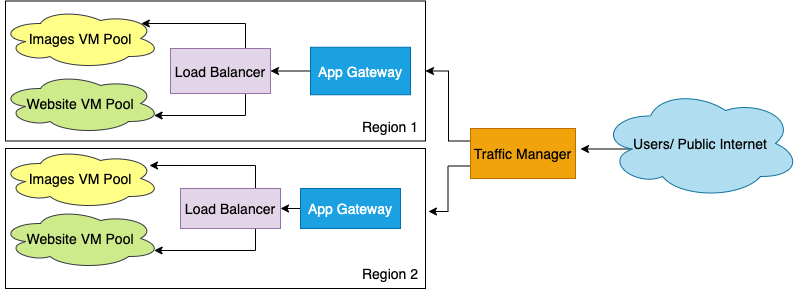 Images VM Pool
Load Balancer
App Gateway
Website VM Pool
Region 1
Traffic Manager
Users/ Public Internet
Images VM Pool
Load Balancer
App Gateway
Website VM Pool
Region 2